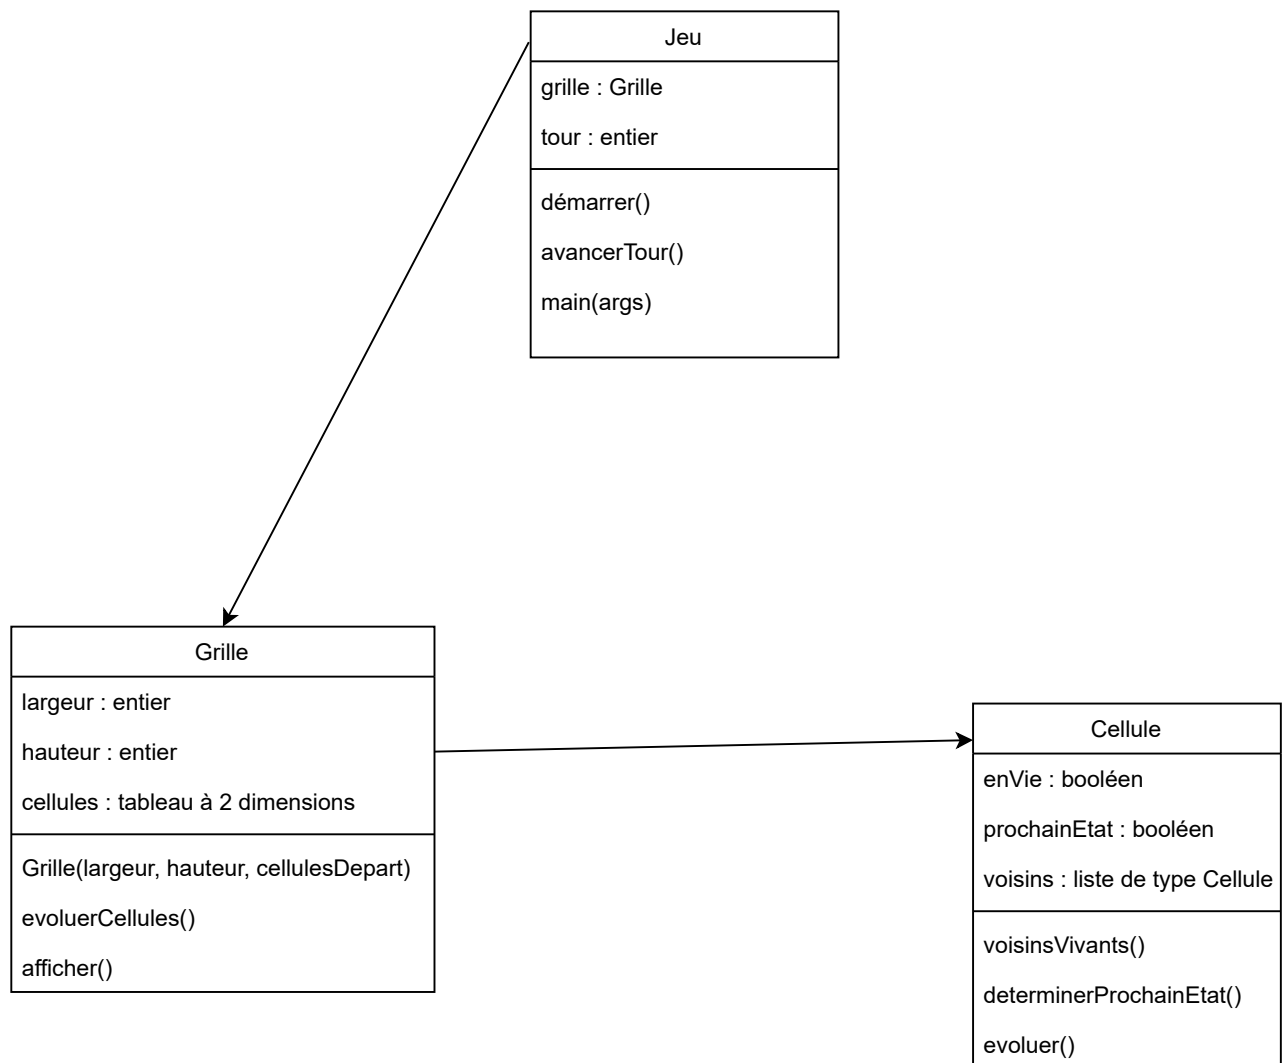 Jeu
grille : Grille
tour : entier
démarrer()
avancerTour()
main(args)
Grille
largeur : entier
hauteur : entier
cellules : tableau à 2 dimensions
Grille(largeur, hauteur, cellulesDepart)
evoluerCellules()
afficher()
Cellule
enVie : booléen
prochainEtat : booléen
voisins : liste de type Cellule
voisinsVivants()
determinerProchainEtat()
evoluer()